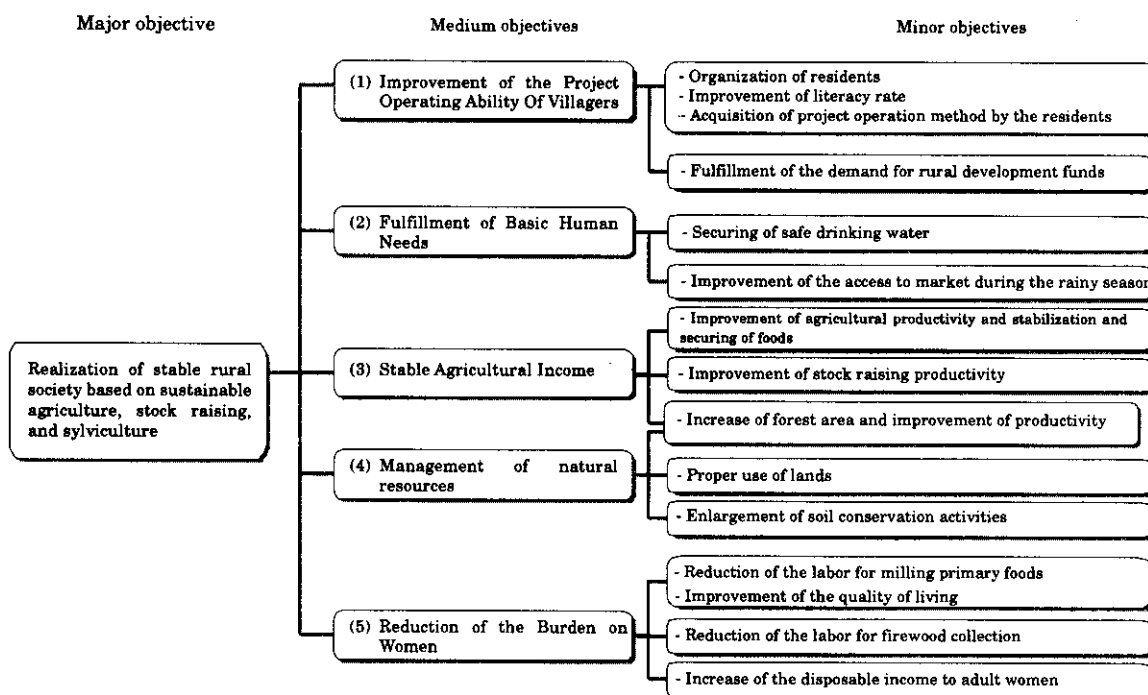 Major objective
Medium objectives
Minor objectives
Realization of stable rural
society based on sustainable
agriculture, stock raising,
and sylviculture
(1) Improvement of the Project
Operating Ability Of Villagers
- Organization of residents
- Improvement of literacy rate
- Acquisition of project operation method by the residents
- Fulfillment of the demand for rural development funds
(2) Fulfillment of Basic Human
Needs
- Securing of safe drinking water
- Improvement of the access to market during the rainy season
(3) Stable Agricultural Income
- Improvement of agricultural productivity and stabilization and
securing of foods
- Improvement of stock raising productivity
- Increase of forest area and improvement of productivity
(4) Management of natural
resources
- Proper use of lands
- Enlargement of soil conservation activities
(5) Reduction of the Burden on
Women
- Reduction of the labor for milling primary foods
- Improvement of the quality of living
- Reduction of the labor for firewood collection
- Increase of the disposable income to adult women